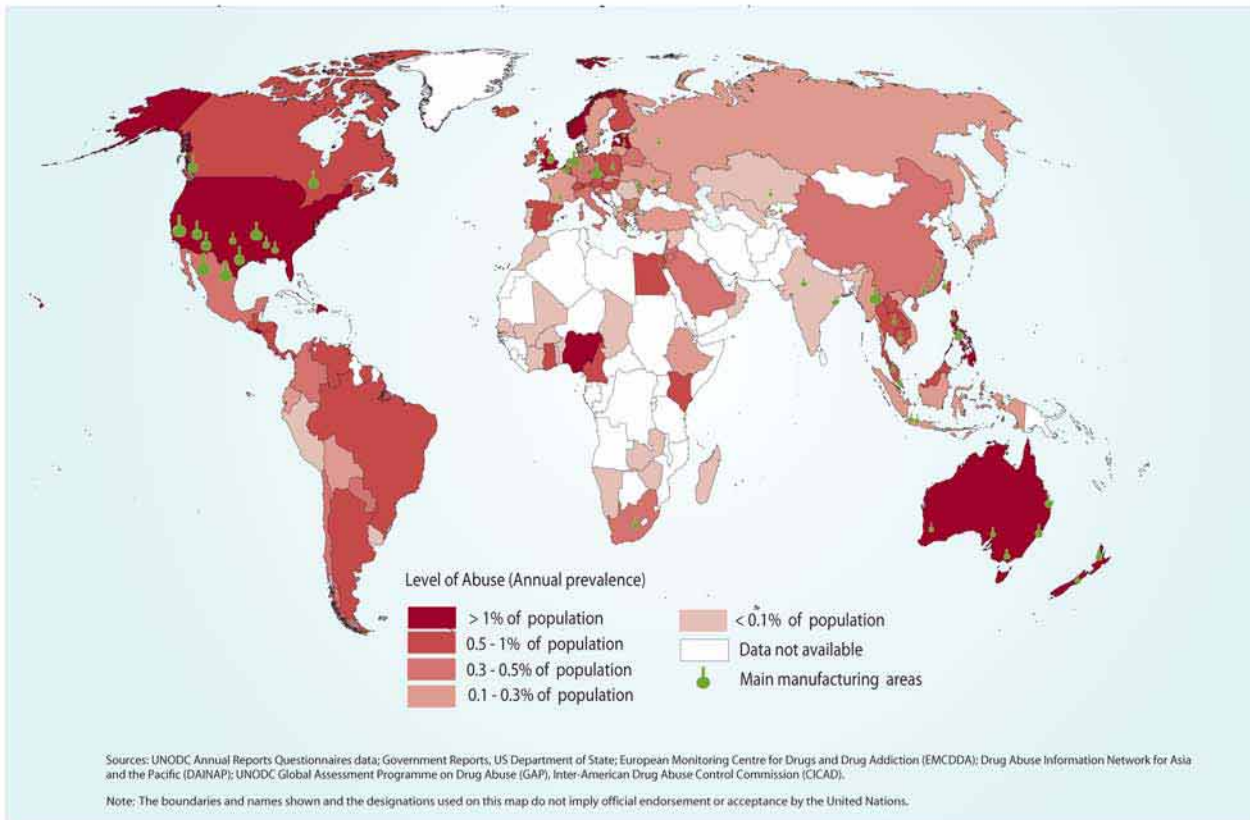 Level of Abuse (Annual prevalence)
> 1% of population
0.5 - 1% of population
0.3 - 0.5% of population
0.1 - 0.3% of population
< 0.1% of population
Data not available
Main manufacturing areas
Sources: UNODC Annual Reports Questionnaires data; Government Reports, US Department of State; European Monitoring Centre for Drugs and Drug Addiction (EMCDDA); Drug Abuse Information Network for Asia
and the Pacific (DAINAP); UNODC Global Assessment Programme on Drug Abuse (GAP), Inter-American Drug Abuse Control Commission (CICAD).
Note: The boundaries and names shown and the designations used on this map do not imply official endorsement or acceptance by the United Nations.